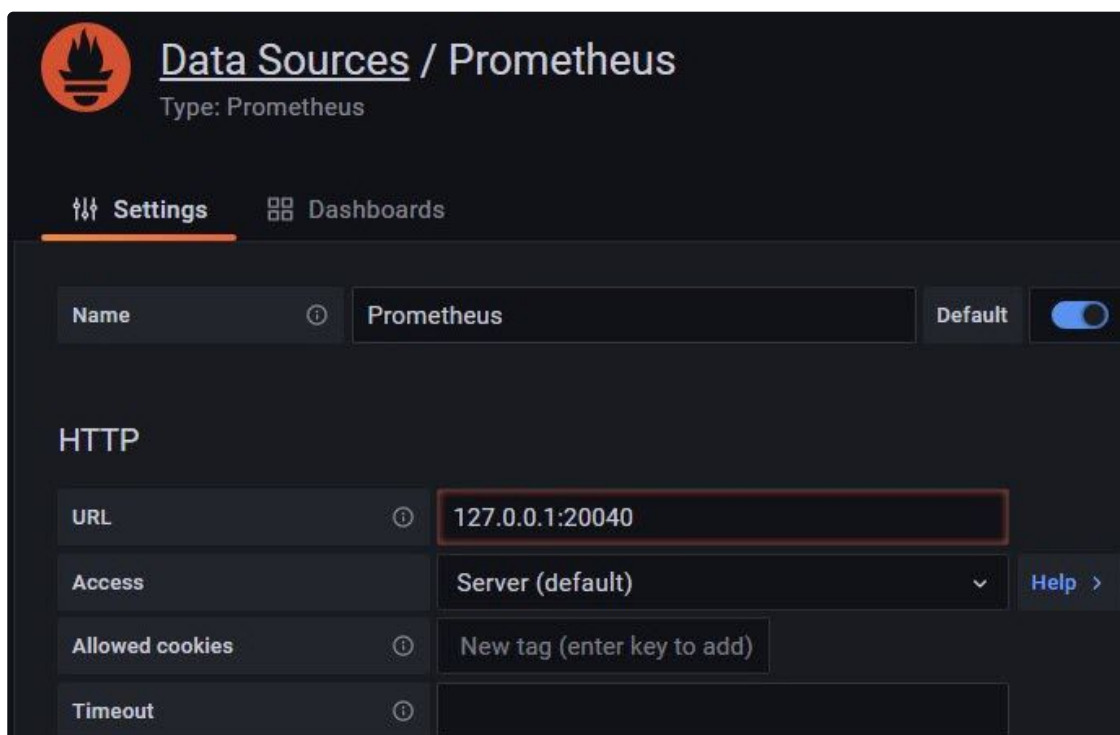 Data Sources / Prometheus
Type: Prometheus
Settings Dashboards
Name Prometheus Default
HTTP
URL 127.0.0.1:20040
Access Server (default) Help >
Allowed cookies New tag (enter key to add)
Timeout